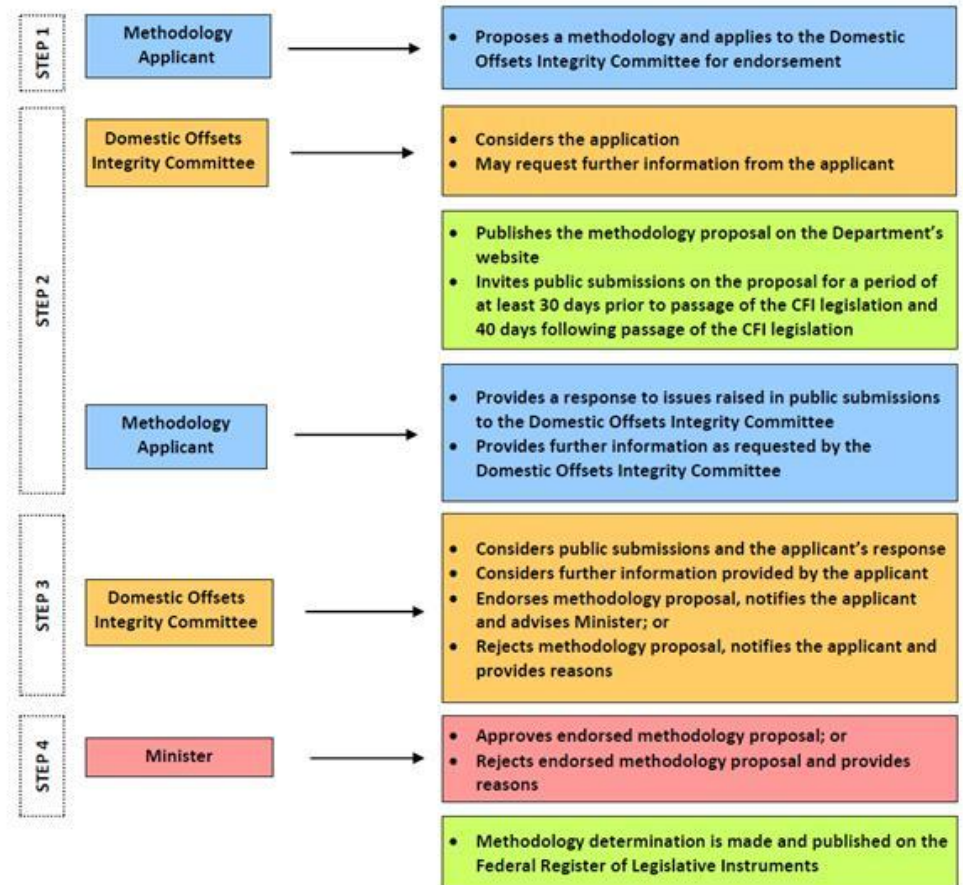 STEP 1
Methodology
Applicant
• Proposes a methodology and applies to the Domestic
Offsets Integrity Committee for endorsement
STEP 2
Domestic Offsets
Integrity Committee
• Considers the application
• May request further information from the applicant
• Publishes the methodology proposal on the Department’s
website
• Invites public submissions on the proposal for a period of
at least 30 days prior to passage of the CFI legislation and
40 days following passage of the CFI legislation
Methodology
Applicant
• Provides a response to issues raised in public submissions
to the Domestic Offsets Integrity Committee
• Provides further information as requested by the
Domestic Offsets Integrity Committee
STEP 3
Domestic Offsets
Integrity Committee
• Considers public submissions and the applicant’s response
• Considers further information provided by the applicant
• Endorses methodology proposal, notifies the applicant
and advises Minister; or
• Rejects methodology proposal, notifies the applicant and
provides reasons
STEP 4
Minister
• Approves endorsed methodology proposal; or
• Rejects endorsed methodology proposal and provides
reasons
• Methodology determination is made and published on the
Federal Register of Legislative Instruments